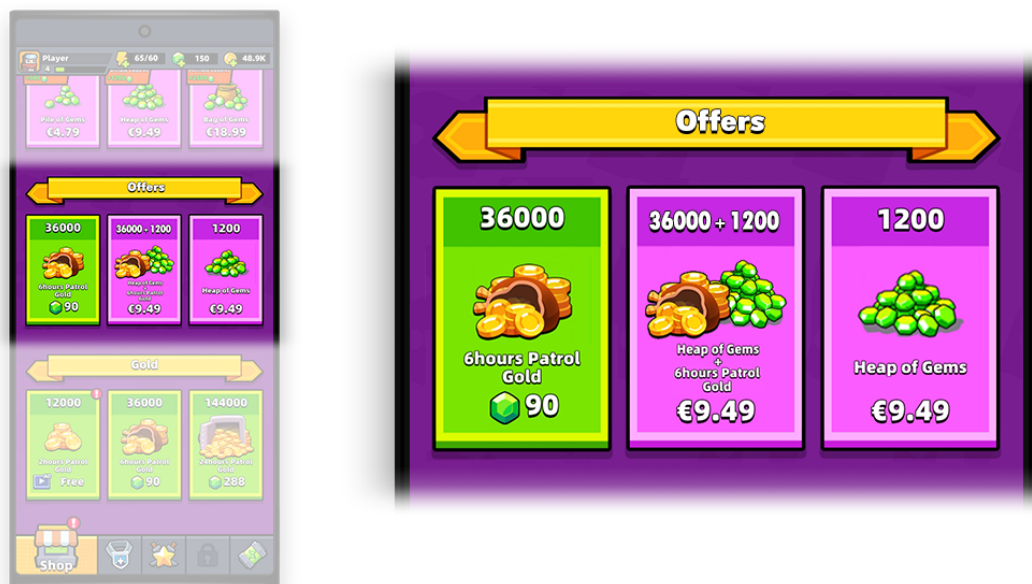 Player
4
65/60
150
48.9K
Pile of Gems
€4.79
Heap of Gems
€9.49
Bag of Gems
€18.99
Offers
36000
6hours Patrol
Gold
90
36000 + 1200
Heap of Gems
+
6hours Patrol
Gold
€9.49
1200
Heap of Gems
€9.49
Gold
12000
2hours Patrol
Gold
Free
36000
6hours Patrol
Gold
90
144000
24hours Patrol
Gold
288
Shop
Offers
36000
6hours Patrol
Gold
90
36000 + 1200
Heap of Gems
+
6hours Patrol
Gold
€9.49
1200
Heap of Gems
€9.49